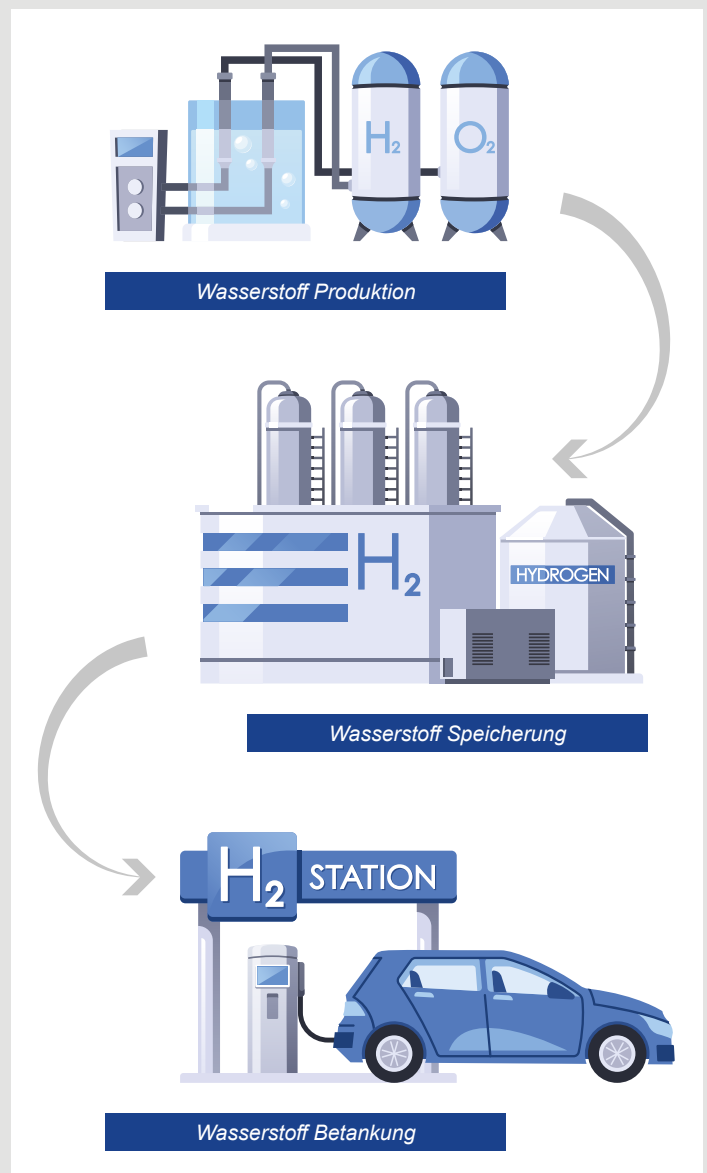 H₂ O₂
Wasserstoff Produktion
H₂
HYDROGEN
Wasserstoff Speicherung
H₂ STATION
Wasserstoff Betankung